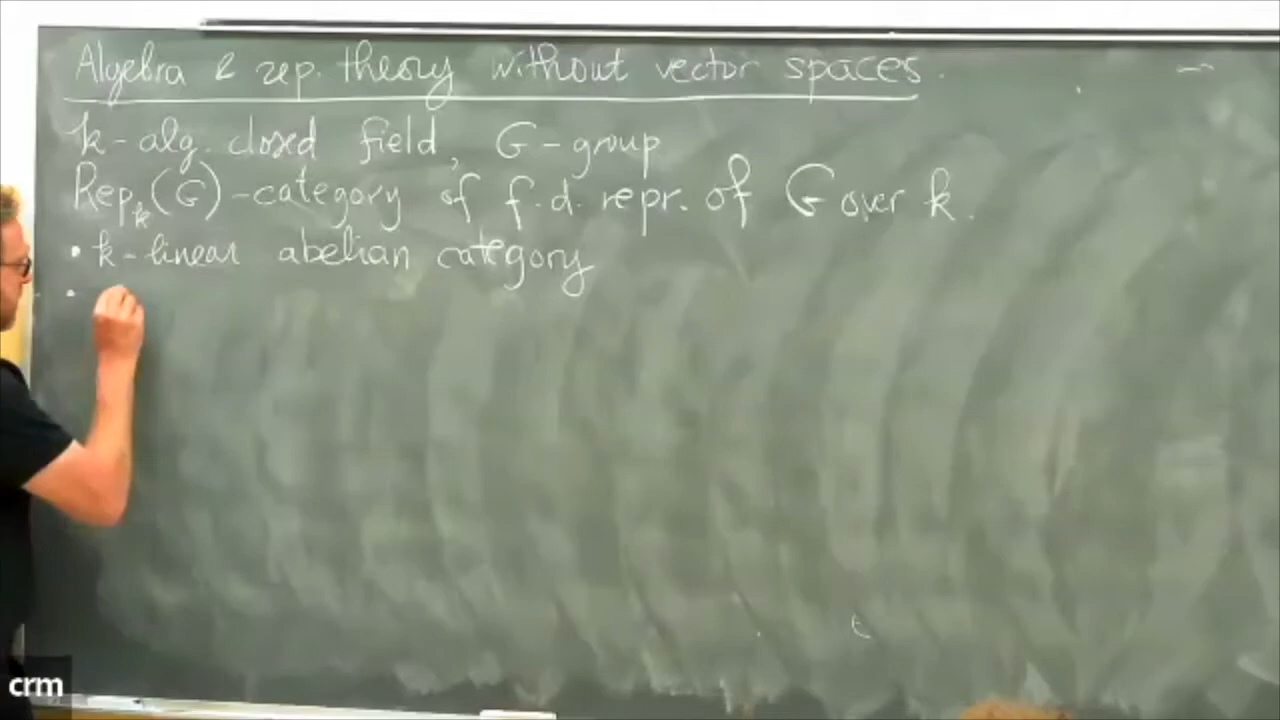 Algebra & rep. theory without vector spaces.
k - alg. closed field, G - group
Rep_k(G) - category of f.d. repr. of G over k.
• k - linear abelian category
•
crm